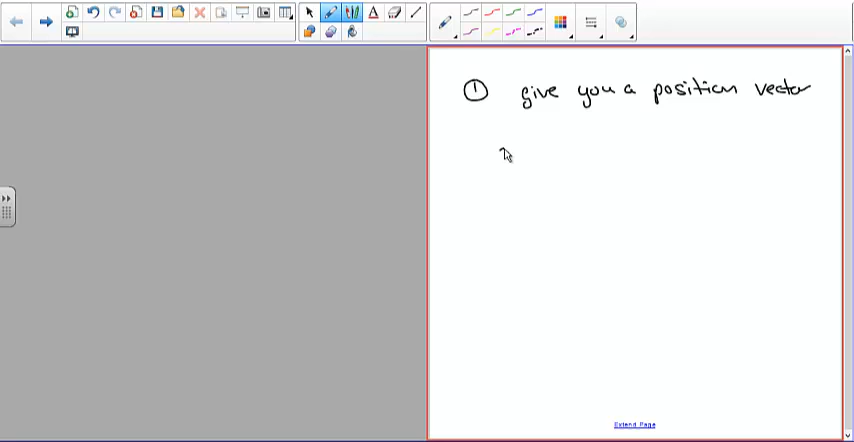 ① give you a position vector
Extend Page